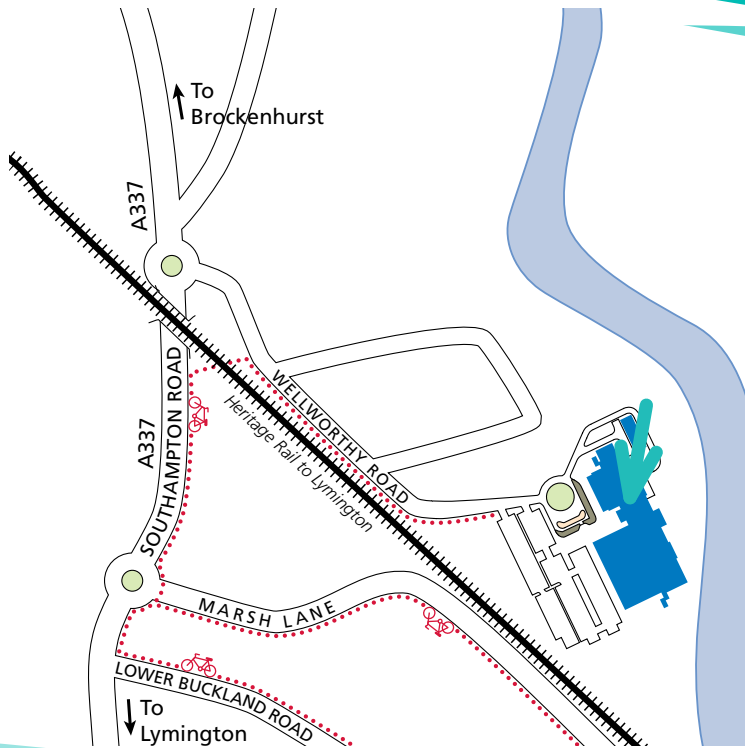 To
Brockenhurst
A337
WELLWORTHY ROAD
Heritage Rail to Lymington
SOUTHAMPTON ROAD
A337
MARSH LANE
LOWER BUCKLAND ROAD
To
Lymington